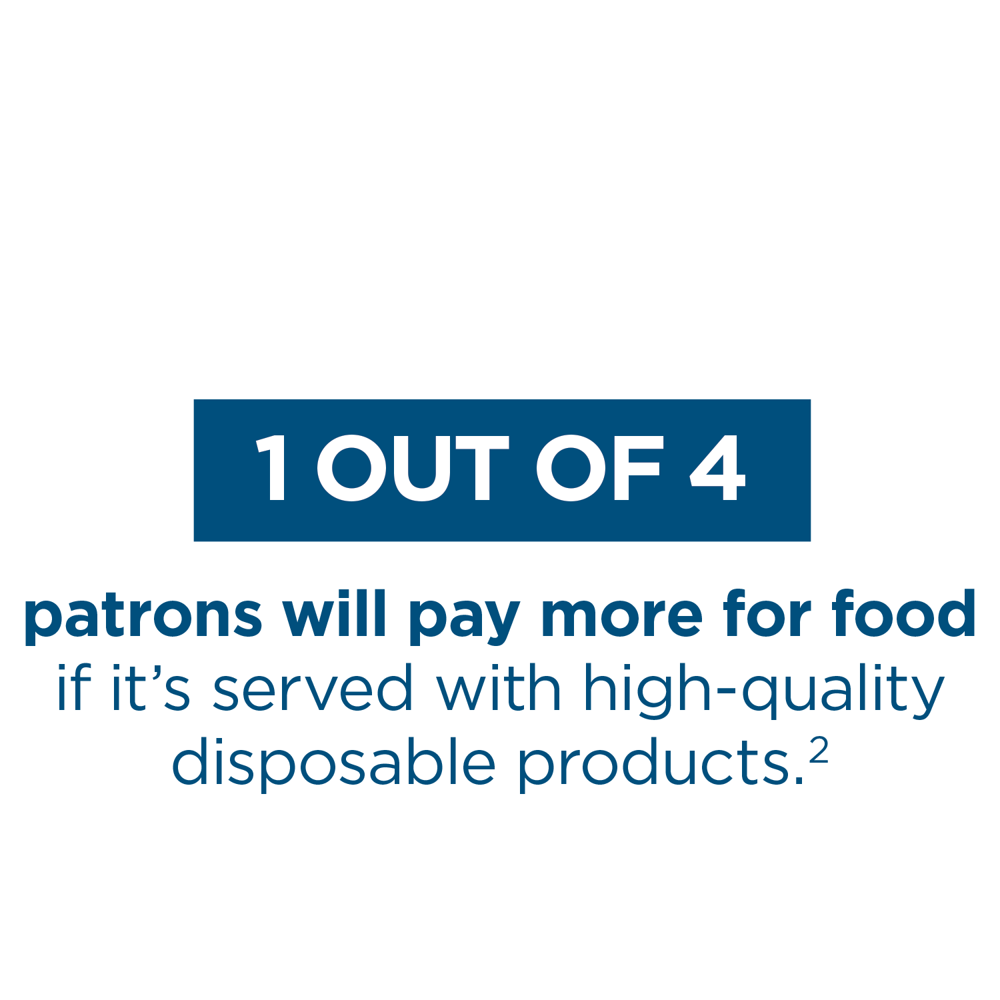 1 OUT OF 4
patrons will pay more for food
if it’s served with high-quality
disposable products.²